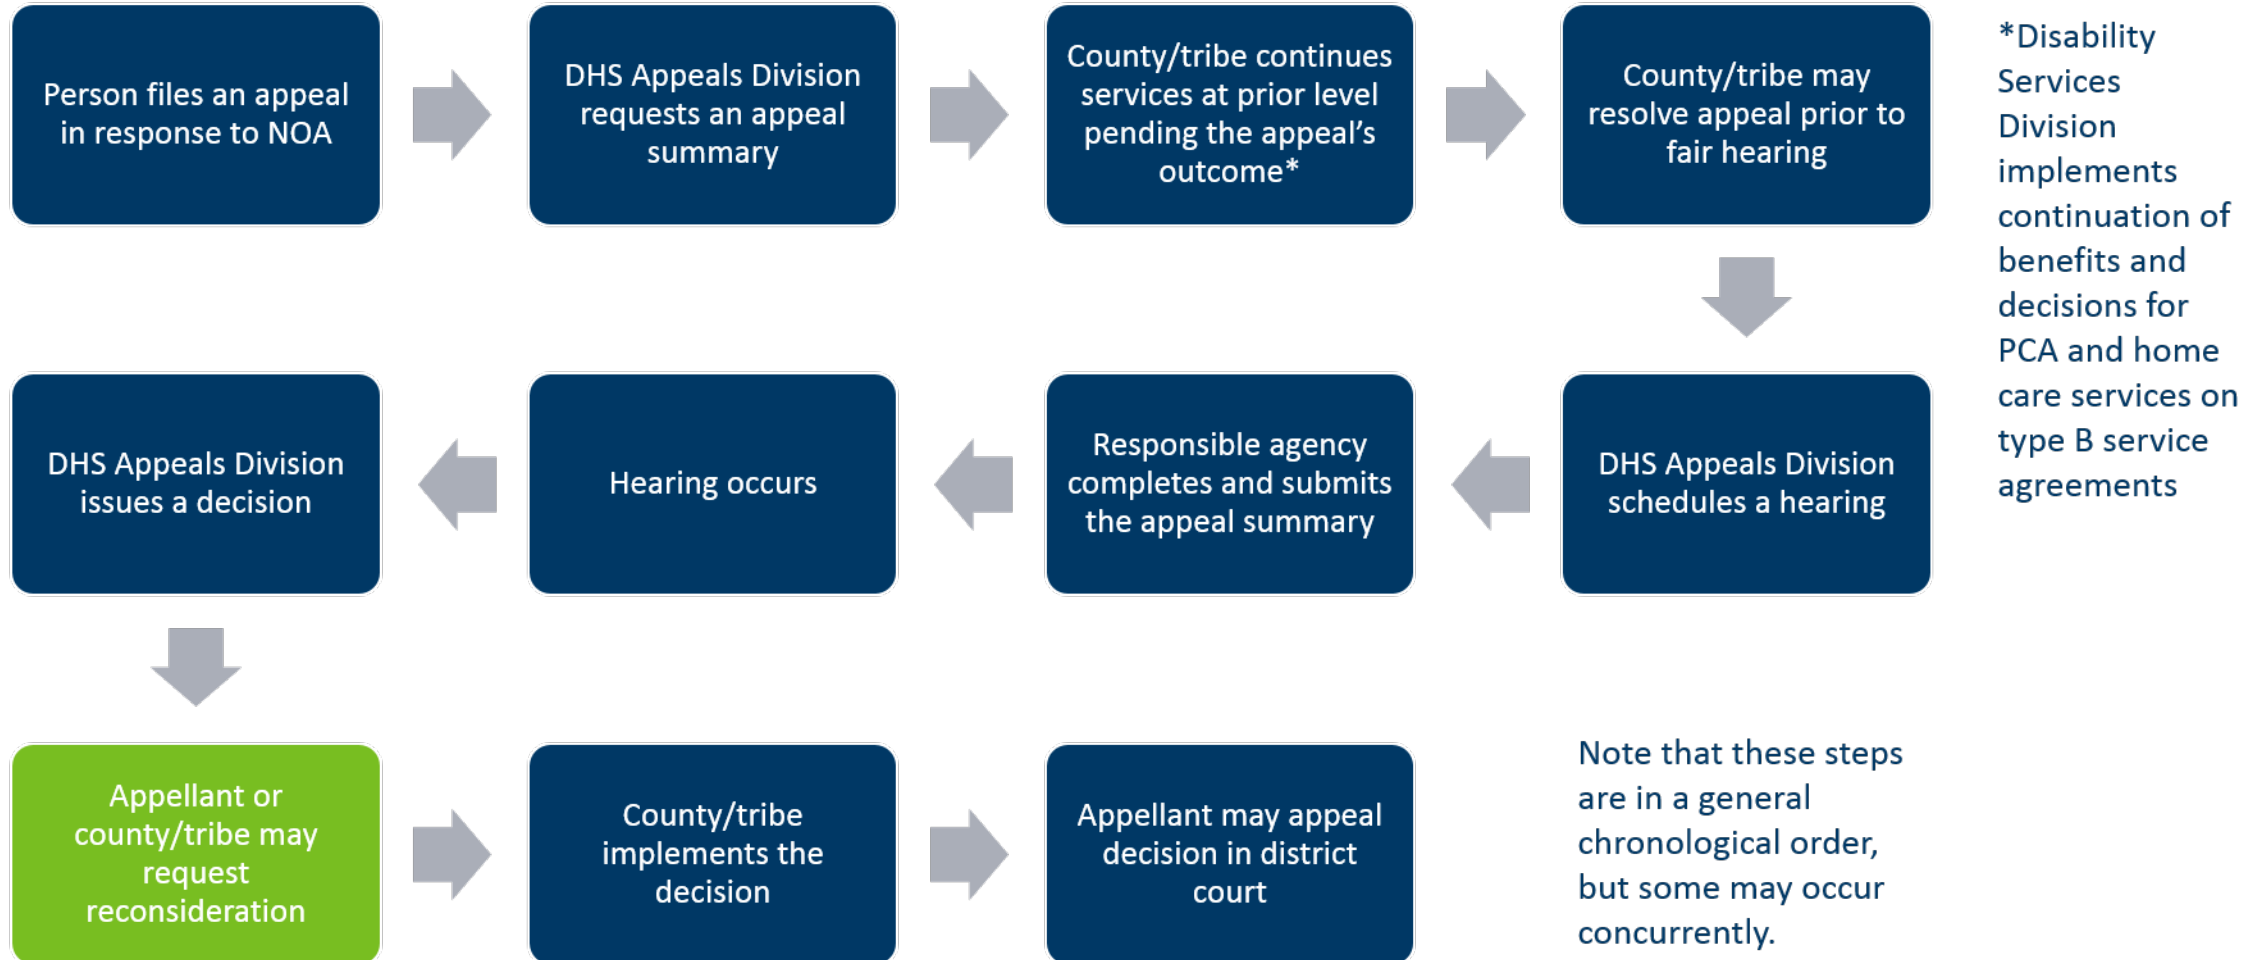 Person files an appeal
in response to NOA
DHS Appeals Division
requests an appeal
summary
County/tribe continues
services at prior level
pending the appeal’s
outcome*
County/tribe may
resolve appeal prior to
fair hearing
*Disability
Services
Division
implements
continuation of
benefits and
decisions for
PCA and home
care services on
type B service
agreements
DHS Appeals Division
schedules a hearing
Responsible agency
completes and submits
the appeal summary
Hearing occurs
DHS Appeals Division
issues a decision
Appellant or
county/tribe may
request
reconsideration
County/tribe
implements the
decision
Appellant may appeal
decision in district
court
Note that these steps
are in a general
chronological order,
but some may occur
concurrently.